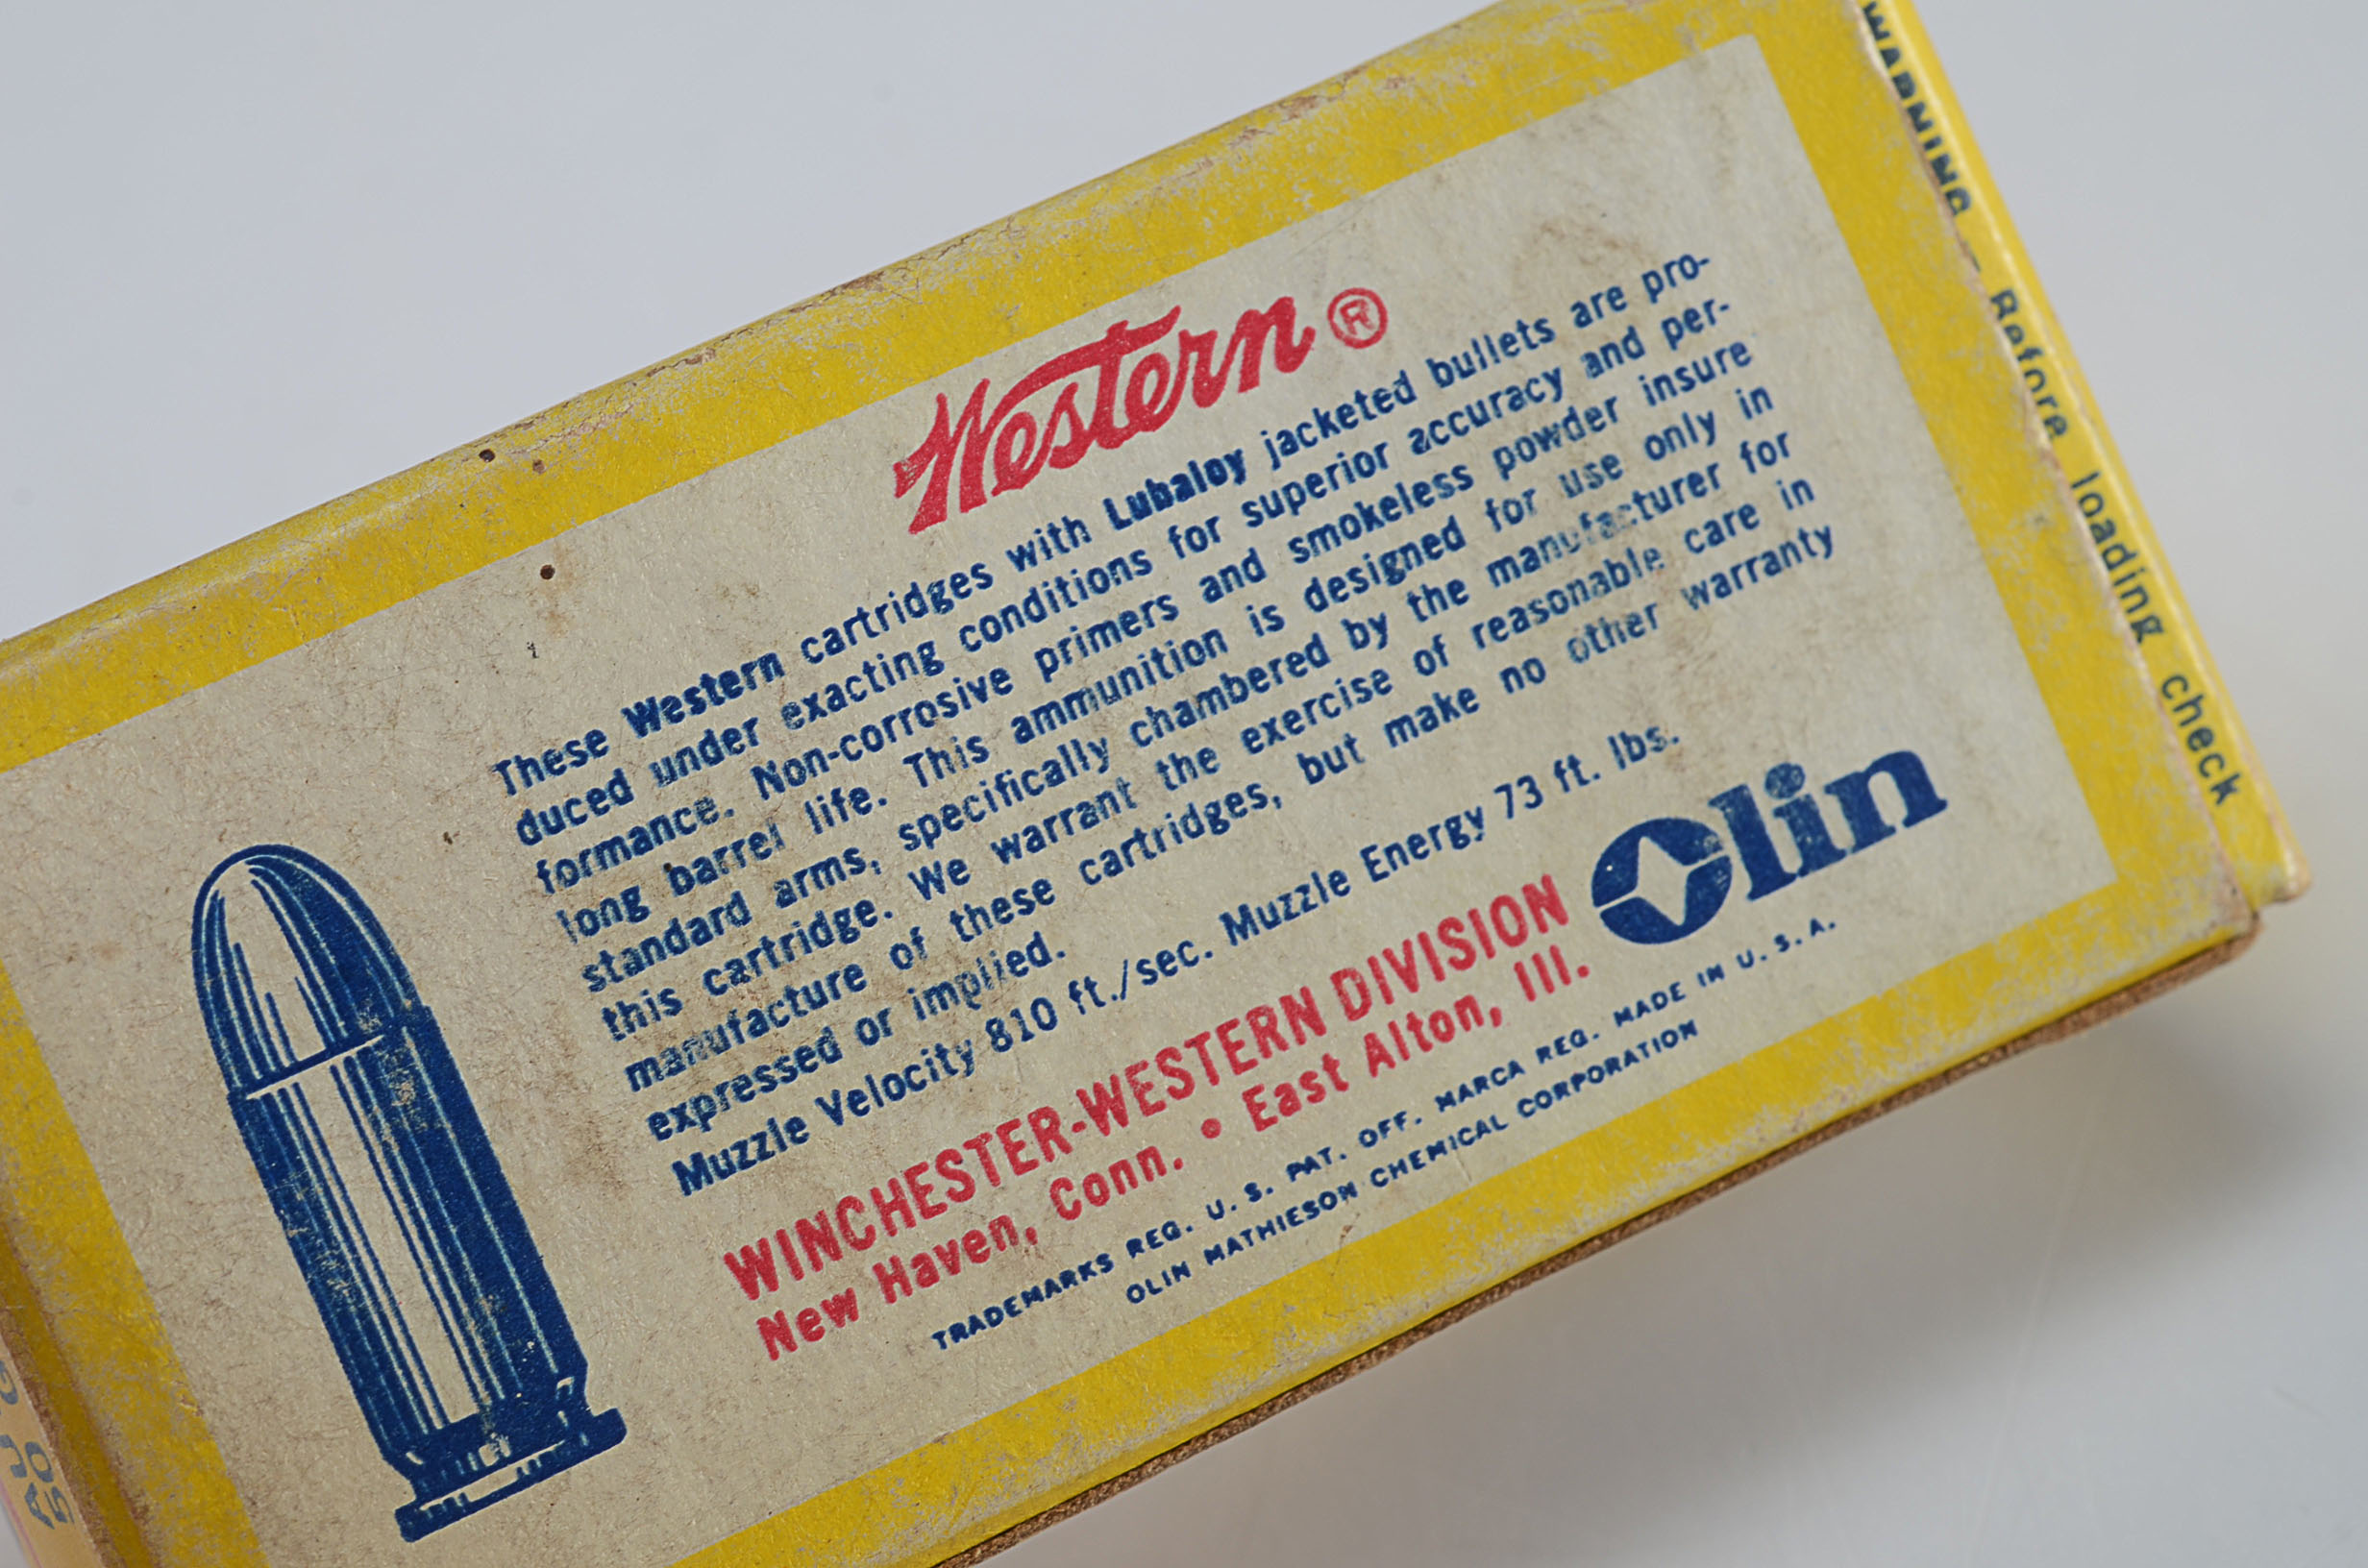 Western®
These Western cartridges with Lubaloy jacketed bullets are pro-
duced under exacting conditions for superior accuracy and per-
formance. Non-corrosive primers and smokeless powder insure
long barrel life. This ammunition is designed for use only in
standard arms, specifically chambered by the manufacturer for
this cartridge. We warrant the exercise of reasonable care in
manufacture of these cartridges, but make no other warranty
expressed or implied.
Muzzle Velocity 810 ft./sec. Muzzle Energy 73 ft. lbs.
WINCHESTER-WESTERN DIVISION
New Haven, Conn. • East Alton, Ill.
Olin
TRADEMARKS REG. U. S. PAT. OFF. MARCA REG. MADE IN U. S. A.
OLIN MATHIESON CHEMICAL CORPORATION
WARNING – Before loading check
50